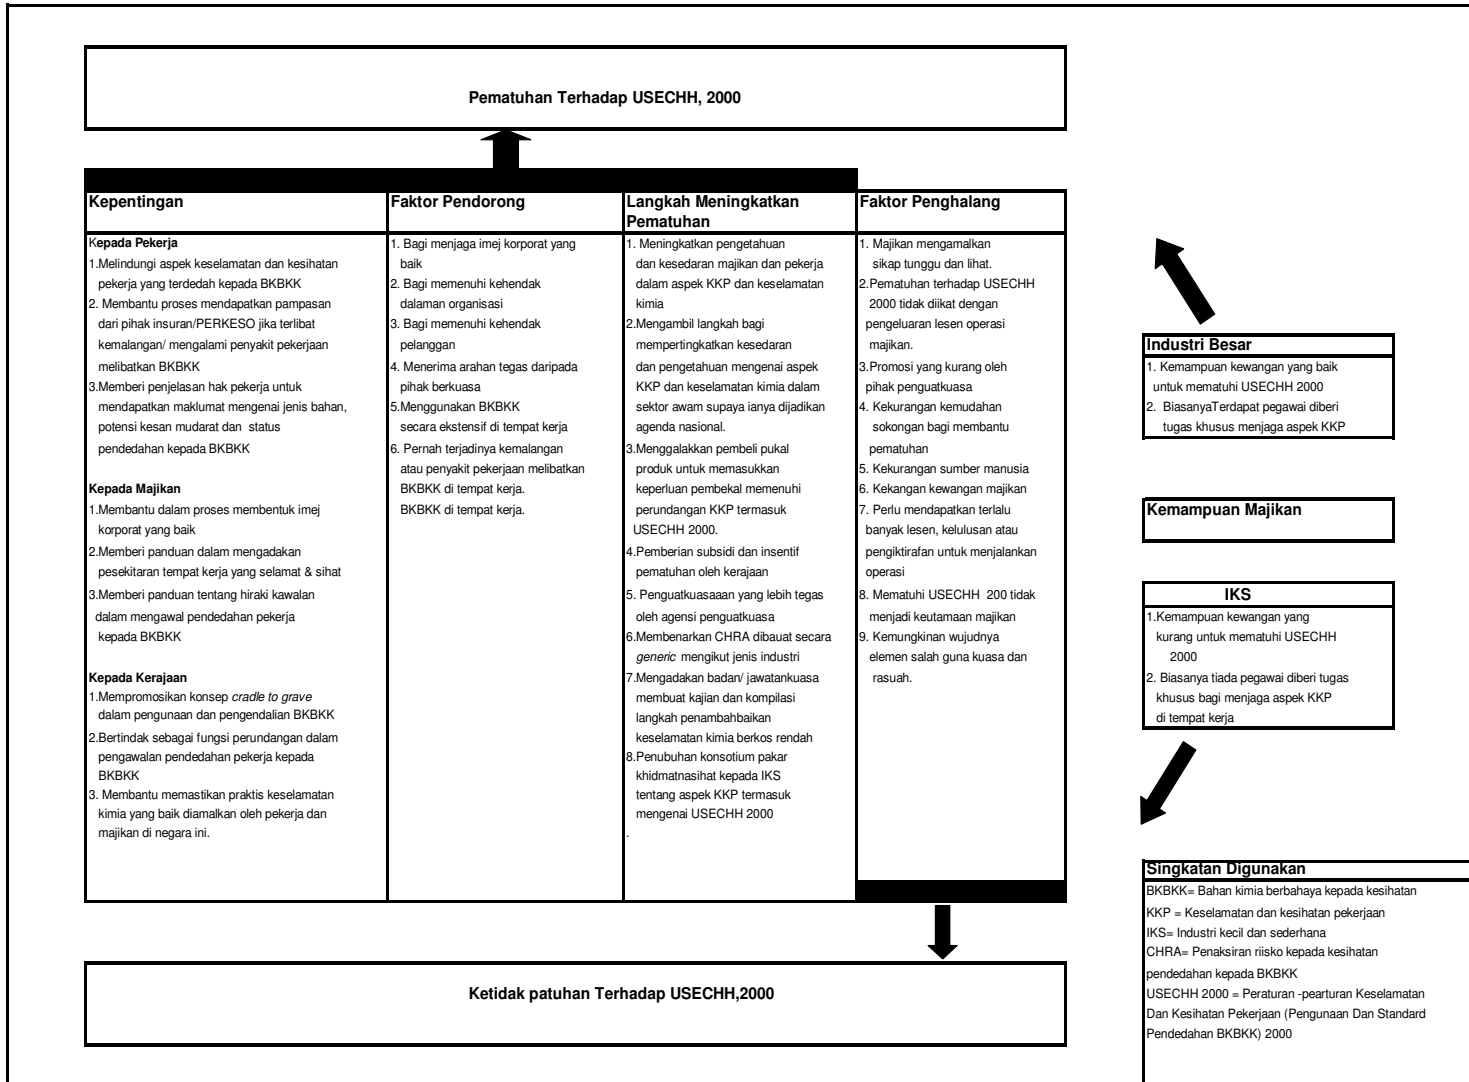 Pematuhan Terhadap USECHH, 2000
Kepentingan
Kepada Pekerja
1.Melindungi aspek keselamatan dan kesihatan
pekerja yang terdedah kepada BKBKK
2. Membantu proses mendapatkan pampasan
dari pihak insuran/PERKESO jika terlibat
kemalangan/ mengalami penyakit pekerjaan
melibatkan BKBKK
3.Memberi penjelasan hak pekerja untuk
mendapatkan maklumat mengenai jenis bahan,
potensi kesan mudarat dan status
pendedahan kepada BKBKK
Kepada Majikan
1.Membantu dalam proses membentuk imej
korporat yang baik
2.Memberi panduan dalam mengadakan
pesekitaran tempat kerja yang selamat & sihat
3.Memberi panduan tentang hiraki kawalan
dalam mengawal pendedahan pekerja
kepada BKBKK
Kepada Kerajaan
1.Mempromosikan konsep cradle to grave
dalam pengunaan dan pengendalian BKBKK
2.Bertindak sebagai fungsi perundangan dalam
pengawalan pendedahan pekerja kepada
BKBKK
3. Membantu memastikan praktis keselamatan
kimia yang baik diamalkan oleh pekerja dan
majikan di negara ini.
Faktor Pendorong
1. Bagi menjaga imej korporat yang
baik
2. Bagi memenuhi kehendak
dalaman organisasi
3. Bagi memenuhi kehendak
pelanggan
4. Menerima arahan tegas daripada
pihak berkuasa
5.Menggunakan BKBKK
secara ekstensif di tempat kerja
6. Pernah terjadinya kemalangan
atau penyakit pekerjaan melibatkan
BKBKK di tempat kerja.
BKBKK di tempat kerja.
Langkah Meningkatkan
Pematuhan
1. Meningkatkan pengetahuan
dan kesedaran majikan dan pekerja
dalam aspek KKP dan keselamatan
kimia
2.Mengambil langkah bagi
mempertingkatkan kesedaran
dan pengetahuan mengenai aspek
KKP dan keselamatan kimia dalam
sektor awam supaya ianya dijadikan
agenda nasional.
3.Menggalakkan pembeli pukal
produk untuk memasukkan
keperluan pembekal memenuhi
perundangan KKP termasuk
USECHH 2000.
4.Pemberian subsidi dan insentif
pematuhan oleh kerajaan
5. Penguatkuasaaan yang lebih tegas
oleh agensi penguatkuasa
6.Membenarkan CHRA dibauat secara
generic mengikut jenis industri
7.Mengadakan badan/ jawatankuasa
membuat kajian dan kompilasi
langkah penambahbaikan
keselamatan kimia berkos rendah
8.Penubuhan konsotium pakar
khidmatnasihat kepada IKS
tentang aspek KKP termasuk
mengenai USECHH 2000
.
Faktor Penghalang
1. Majikan mengamalkan
sikap tunggu dan lihat.
2.Pematuhan terhadap USECHH
2000 tidak diikat dengan
pengeluaran lesen operasi
majikan.
3.Promosi yang kurang oleh
pihak penguatkuasa
4. Kekurangan kemudahan
sokongan bagi membantu
pematuhan
5. Kekurangan sumber manusia
6. Kekangan kewangan majikan
7. Perlu mendapatkan terlalu
banyak lesen, kelulusan atau
pengiktirafan untuk menjalankan
operasi
8. Mematuhi USECHH 200 tidak
menjadi keutamaan majikan
9. Kemungkinan wujudnya
elemen salah guna kuasa dan
rasuah.
Ketidak patuhan Terhadap USECHH,2000
Industri Besar
1. Kemampuan kewangan yang baik
untuk mematuhi USECHH 2000
2. BiasanyaTerdapat pegawai diberi
tugas khusus menjaga aspek KKP
Kemampuan Majikan
IKS
1.Kemampuan kewangan yang
kurang untuk mematuhi USECHH
2000
2. Biasanya tiada pegawai diberi tugas
khusus bagi menjaga aspek KKP
di tempat kerja
Singkatan Digunakan
BKBKK= Bahan kimia berbahaya kepada kesihatan
KKP = Keselamatan dan kesihatan pekerjaan
IKS= Industri kecil dan sederhana
CHRA= Penaksiran riisko kepada kesihatan
pendedahan kepada BKBKK
USECHH 2000 = Peraturan -pearturan Keselamatan
Dan Kesihatan Pekerjaan (Pengunaan Dan Standard
Pendedahan BKBKK) 2000